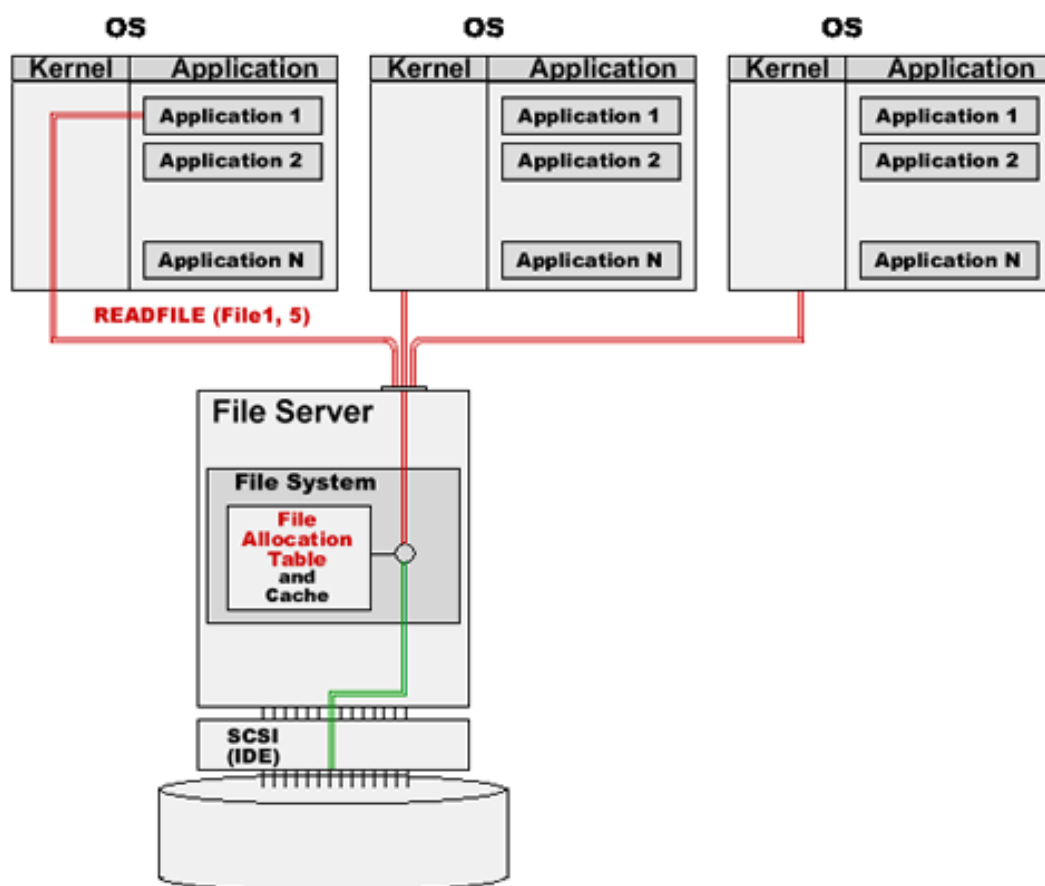 OS OS OS
Kernel Application Kernel Application Kernel Application
Application 1 Application 1 Application 1
Application 2 Application 2 Application 2
Application N Application N Application N
READFILE (File1, 5)
File Server
File System
File
Allocation
Table
and
Cache
SCSI
(IDE)